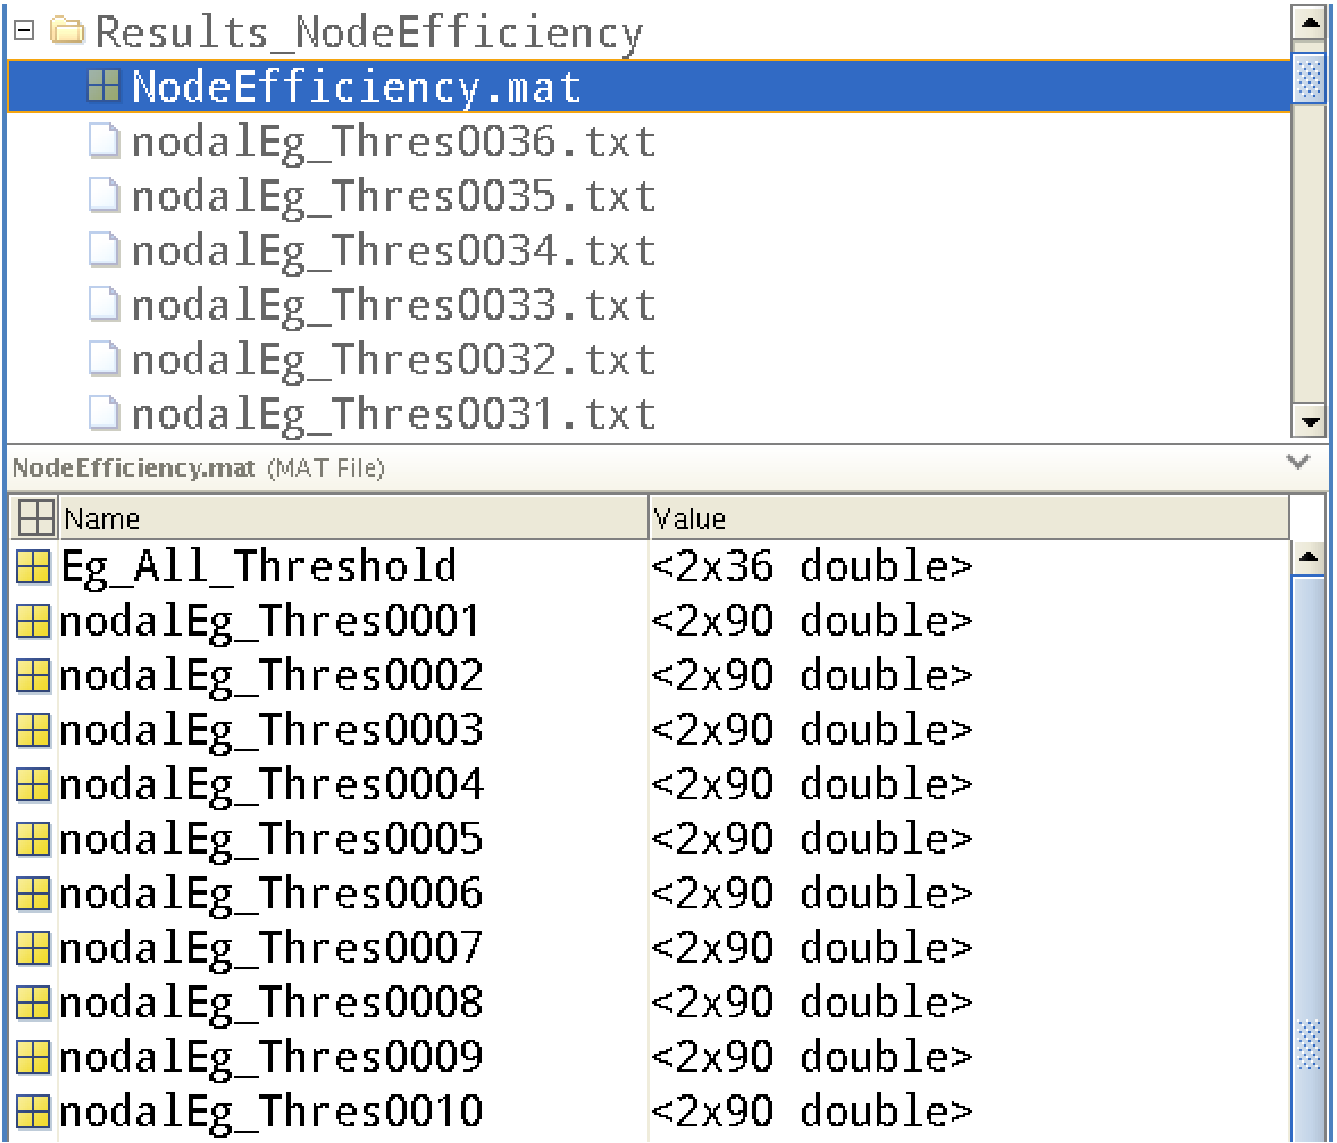 Results_NodeEfficiency
NodeEfficiency.mat
nodalEg_Thres0036.txt
nodalEg_Thres0035.txt
nodalEg_Thres0034.txt
nodalEg_Thres0033.txt
nodalEg_Thres0032.txt
nodalEg_Thres0031.txt
NodeEfficiency.mat (MAT File)
Name Value
Eg_All_Threshold <2x36 double>
nodalEg_Thres0001 <2x90 double>
nodalEg_Thres0002 <2x90 double>
nodalEg_Thres0003 <2x90 double>
nodalEg_Thres0004 <2x90 double>
nodalEg_Thres0005 <2x90 double>
nodalEg_Thres0006 <2x90 double>
nodalEg_Thres0007 <2x90 double>
nodalEg_Thres0008 <2x90 double>
nodalEg_Thres0009 <2x90 double>
nodalEg_Thres0010 <2x90 double>